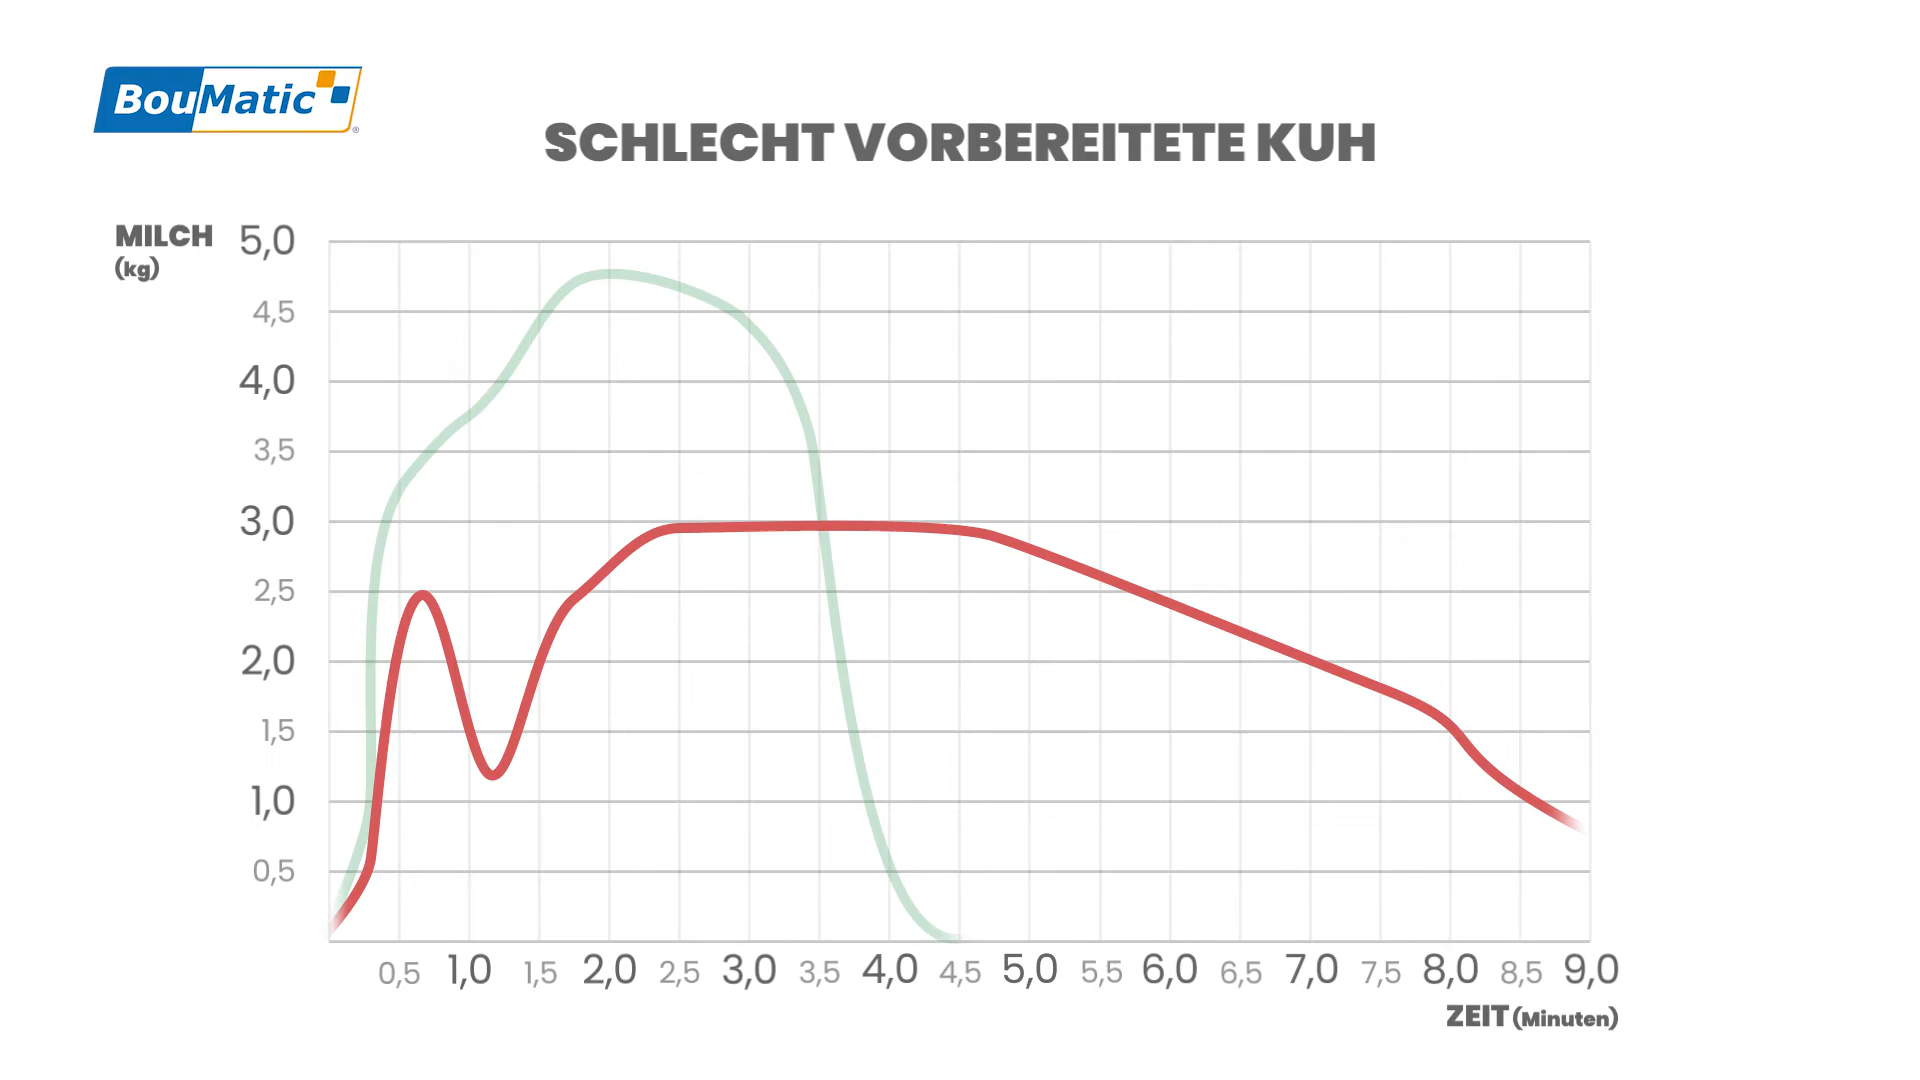 BouMatic®
SCHLECHT VORBEREITETE KUH
MILCH
(kg)
5,0
4,5
4,0
3,5
3,0
2,5
2,0
1,5
1,0
0,5
0,5 1,0 1,5 2,0 2,5 3,0 3,5 4,0 4,5 5,0 5,5 6,0 6,5 7,0 7,5 8,0 8,5 9,0
ZEIT (Minuten)